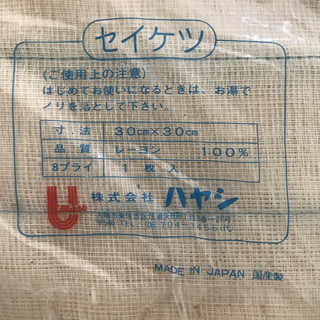 セイケツ
(ご使用上の注意)
はじめてお使いになるときは、お湯で
ノリを落として下さい。
寸法 30cm×30cm
品質 レーヨン 100%
8プライ 1枚入
株式会社 ハヤシ
MADE IN JAPAN 国産製